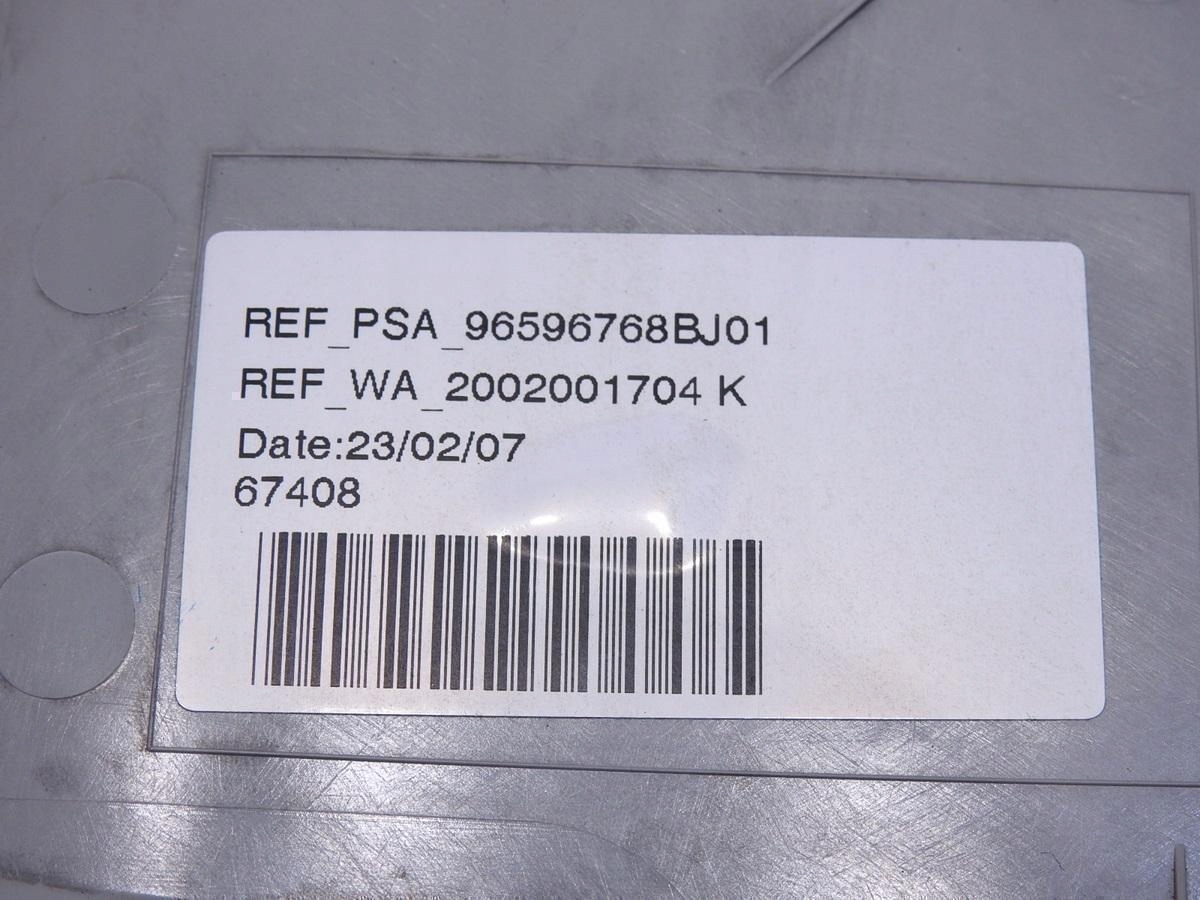 REF_PSA_96596768BJ01
REF_WA_2002001704 K
Date:23/02/07
67408